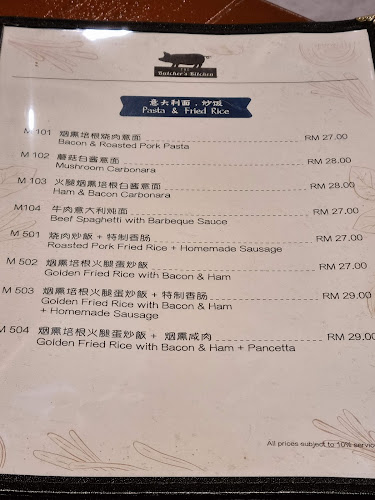 THE
Butcher's Kitchen
意大利面，炒饭
Pasta & Fried Rice
M 101 烟熏培根烧肉意面 RM 27.00
Bacon & Roasted Pork Pasta
M 102 蘑菇白酱意面 RM 28.00
Mushroom Carbonara
M 103 火腿烟熏培根白酱意面 RM 28.00
Ham & Bacon Carbonara
M104 牛肉意大利炖面 RM 27.00
Beef Spaghetti with Barbeque Sauce
M 501 烧肉炒飯 + 特制香肠 RM 27.00
Roasted Pork Fried Rice + Homemade Sausage
M 502 烟熏培根火腿蛋炒飯 RM 27.00
Golden Fried Rice with Bacon & Ham
M 503 烟熏培根火腿蛋炒飯 + 特制香肠 RM 29.00
Golden Fried Rice with Bacon & Ham
+ Homemade Sausage
M 504 烟熏培根火腿蛋炒飯 + 烟熏咸肉 RM 29.00
Golden Fried Rice with Bacon & Ham + Pancetta
All prices subject to 10% service